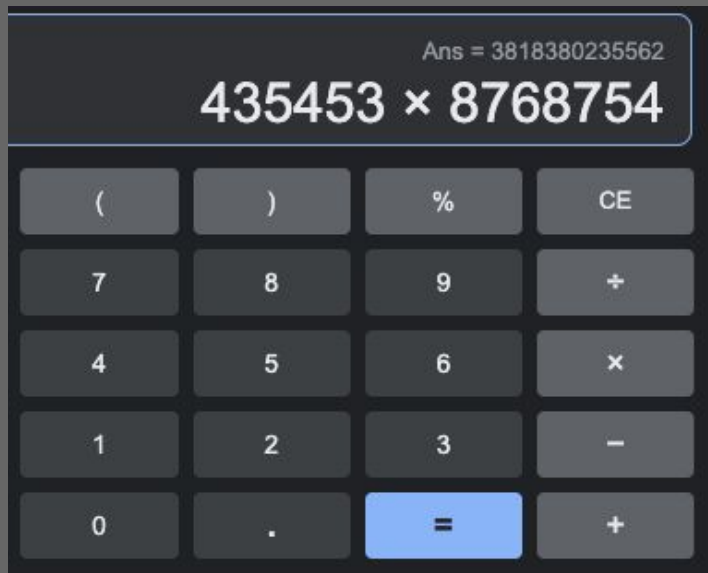 Ans = 3818380235562
435453 × 8768754
( ) % CE
7 8 9 ÷
4 5 6 ×
1 2 3 −
0 . = +